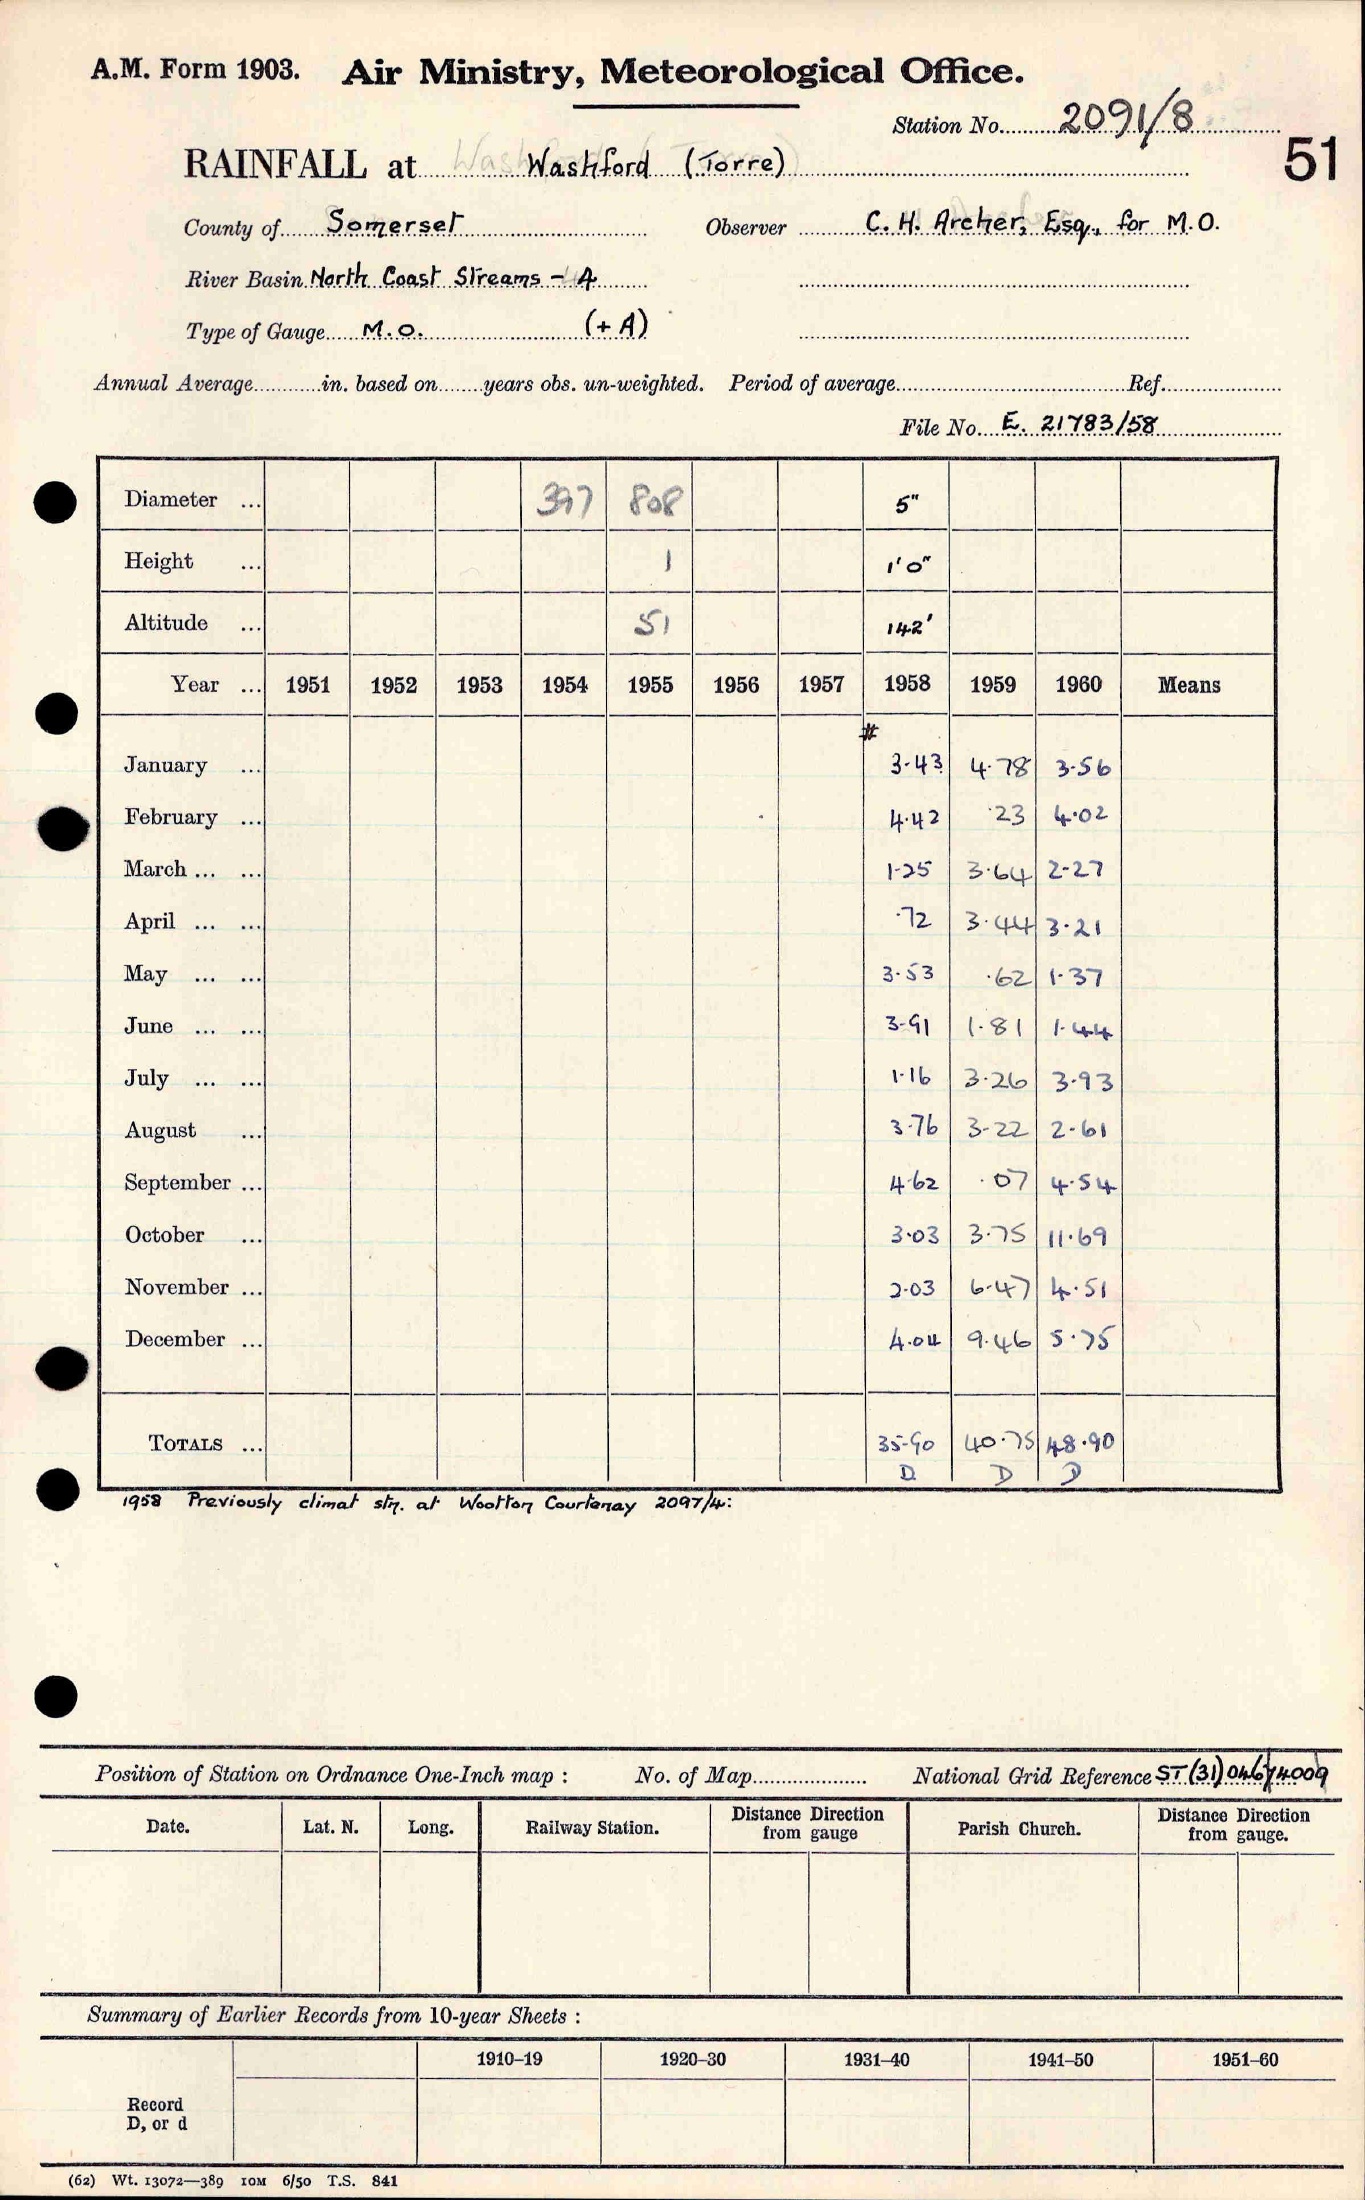 A.M. Form 1903. Air Ministry, Meteorological Office.
Station No. 2091/8
51
RAINFALL at Washford (Torre)
County of Somerset Observer C. H. Archer, Esq., for M.O.
River Basin North Coast Streams - A
Type of Gauge M.O. (+ A)
Annual Average in. based on years obs. un-weighted. Period of average Ref.
File No. E. 21783/58
Diameter ... 397 808 5"
Height ... 1 1'0"
Altitude ... 51 142'
Year ... 1951 1952 1953 1954 1955 1956 1957 1958 1959 1960 Means
#
January ... 3.43 4.78 3.56
February ... 4.42 .23 4.02
March ... ... 1.25 3.64 2.27
April ... ... .72 3.44 3.21
May ... ... 3.53 .62 1.37
June ... ... 3.91 1.81 1.44
July ... ... 1.16 3.26 3.93
August ... 3.76 3.22 2.61
September ... 4.62 .07 4.54
October ... 3.03 3.75 11.69
November ... 2.03 6.47 4.51
December ... 4.04 9.46 5.75
TOTALS ... 35.90 40.75 48.90
D D D
1958 Previously climat stn. at Wootton Courtenay 2097/4:
Position of Station on Ordnance One-Inch map : No. of Map National Grid Reference ST (31) 046/400
Date. Lat. N. Long. Railway Station. Distance Direction from gauge Parish Church. Distance Direction from gauge.
Summary of Earlier Records from 10-year Sheets :
1910–19 1920–30 1931–40 1941–50 1951–60
Record
D, or d
(62) Wt. 13072—389 10M 6/50 T.S. 841